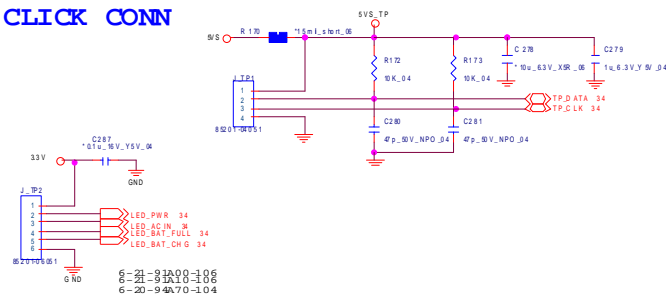 CLICK CONN
5VS_TP
5VS
R170
*15mil_short_06
R172
10K_04
R173
10K_04
C278
*10u_6.3V_X5R_06
C279
1u_6.3V_Y5V_04
J_TP1
1
2
3
4
85201-04051
TP_DATA 34
TP_CLK 34
C280
47p_50V_NPO_04
C281
47p_50V_NPO_04
C287
*0.1u_16V_Y5V_04
3.3V
GND
J_TP2
1
2
3
4
5
6
85201-06051
LED_PWR 34
LED_ACIN 34
LED_BAT_FULL 34
LED_BAT_CHG 34
GND
6-21-91A00-106
6-21-91A10-106
6-20-94A70-104